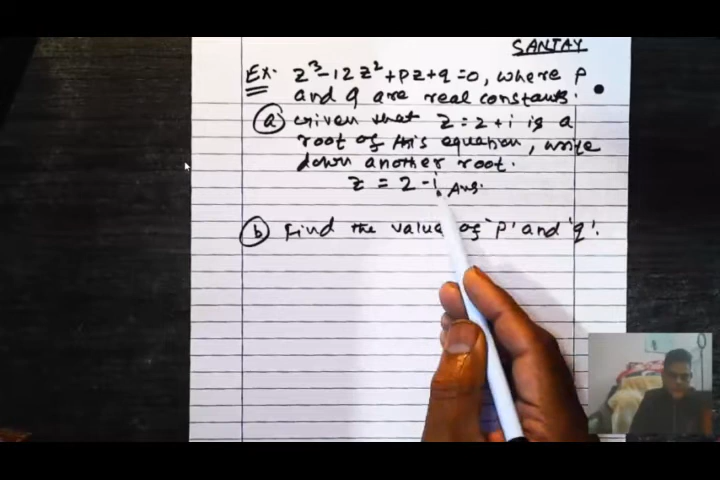 SANJAY
Ex. z³-12z²+pz+q=0, where p
and q are real constants.
(a) Given that z=2+i is a
root of this equation, write
down another root.
z = 2-i Ans.
(b) Find the value of 'p' and 'q'.